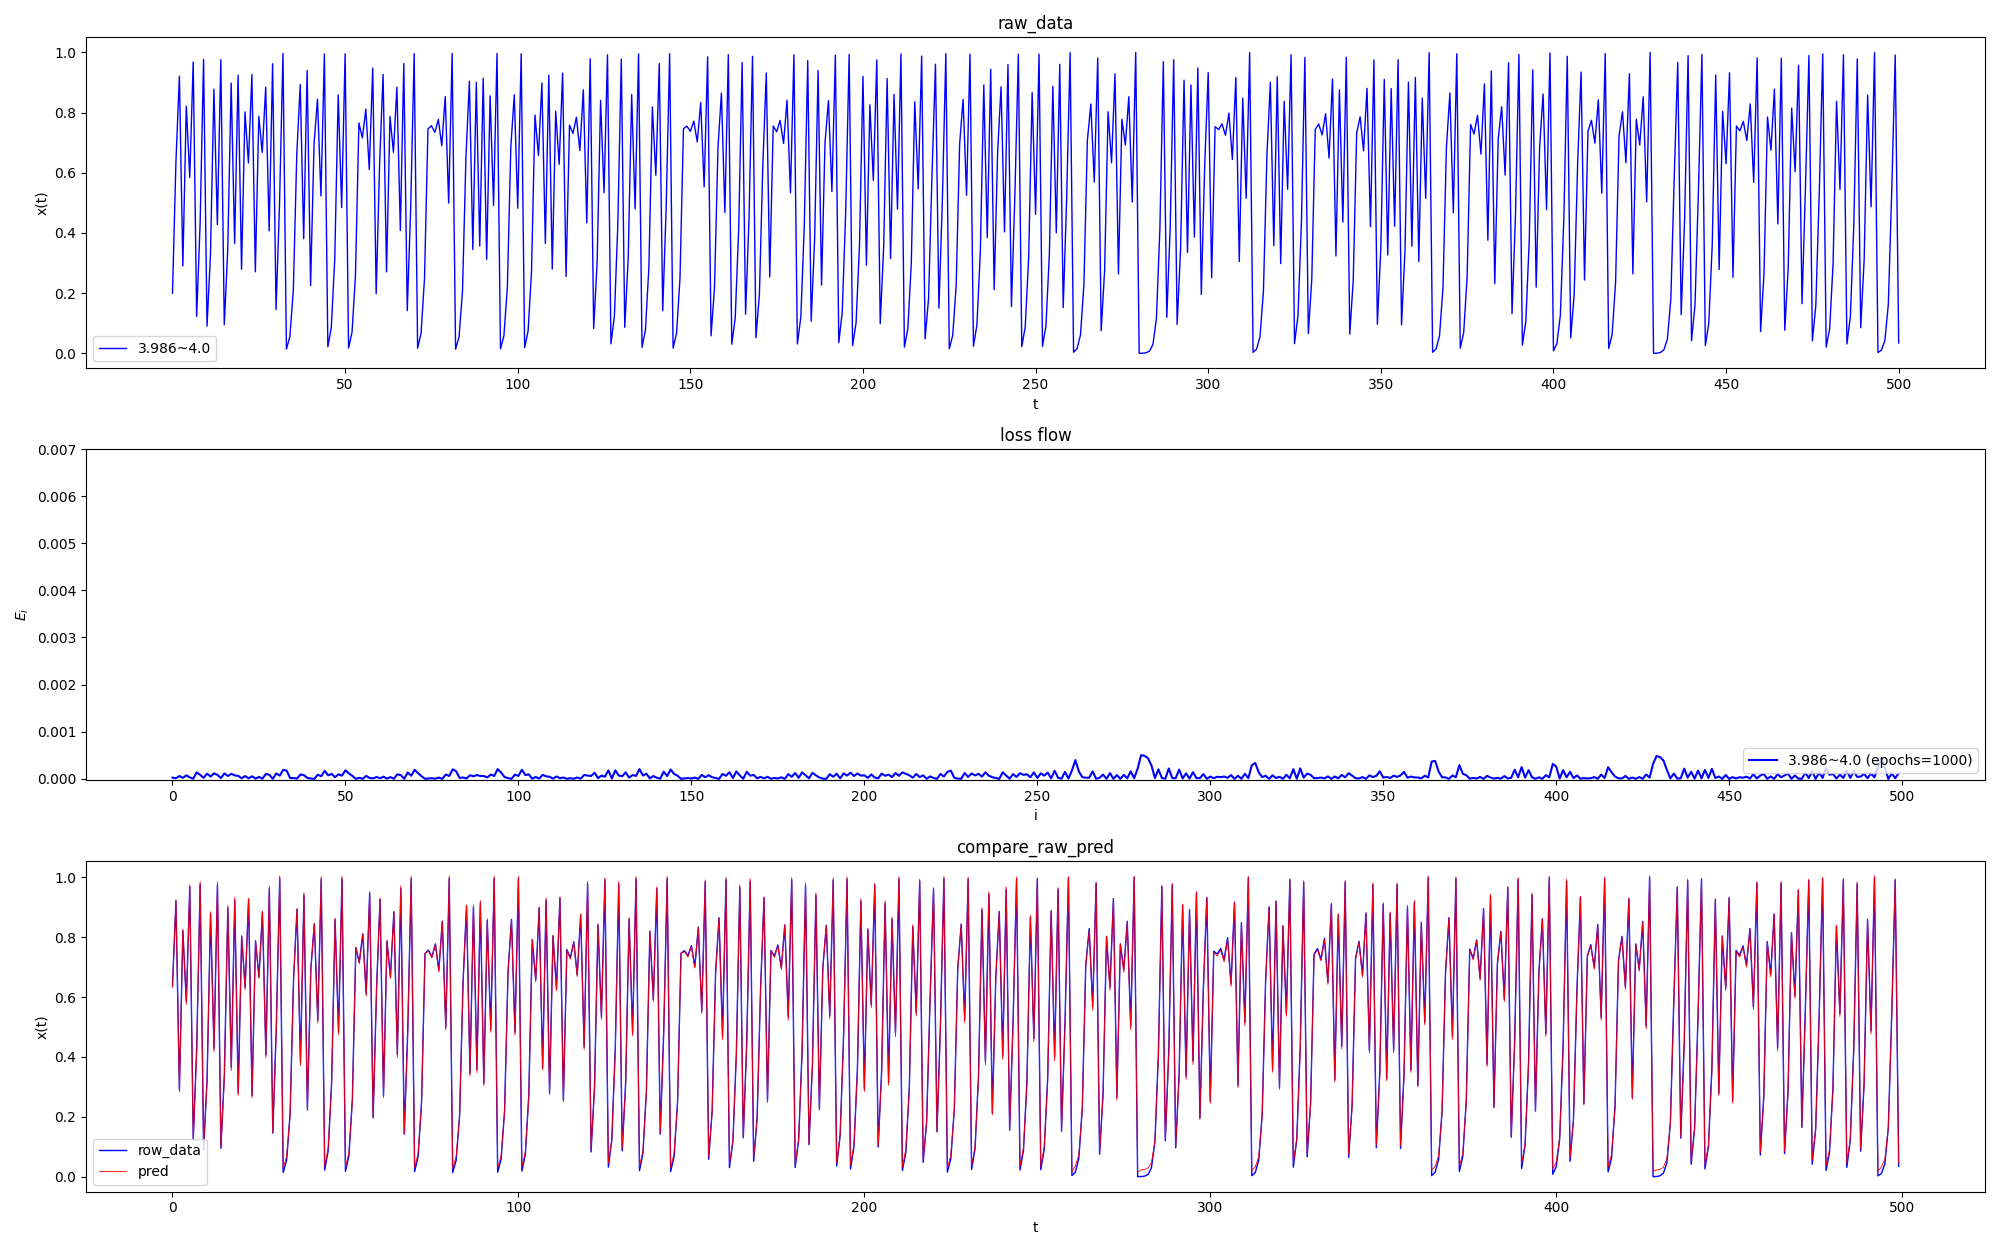 raw_data
1.0
0.8
0.6
0.4
0.2
0.0
x(t)
3.986~4.0
50 100 150 200 250 300 350 400 450 500
t
loss flow
0.007
0.006
0.005
0.004
0.003
0.002
0.001
0.000
E_i
3.986~4.0 (epochs=1000)
0 50 100 150 200 250 300 350 400 450 500
i
compare_raw_pred
1.0
0.8
0.6
0.4
0.2
0.0
x(t)
row_data
pred
0 100 200 300 400 500
t